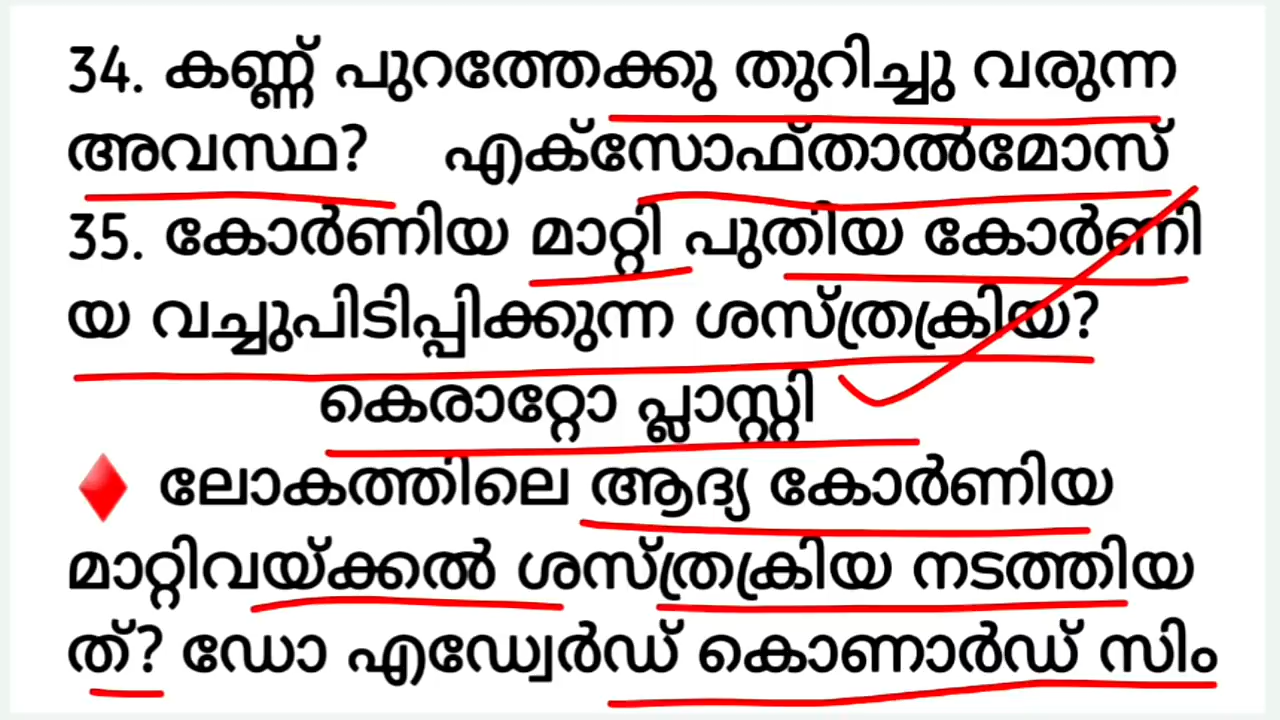 34. കണ്ണ് പുറത്തേക്കു തുറിച്ചു വരുന്ന
അവസ്ഥ? എക്സോഫ്താൽമോസ്
35. കോർണിയ മാറ്റി പുതിയ കോർണി
യ വച്ചുപിടിപ്പിക്കുന്ന ശസ്ത്രക്രിയ?
കെരാറ്റോ പ്ലാസ്റ്റി
♦ ലോകത്തിലെ ആദ്യ കോർണിയ
മാറ്റിവയ്ക്കൽ ശസ്ത്രക്രിയ നടത്തിയ
ത്? ഡോ എഡ്വേർഡ് കൊണാർഡ് സിം